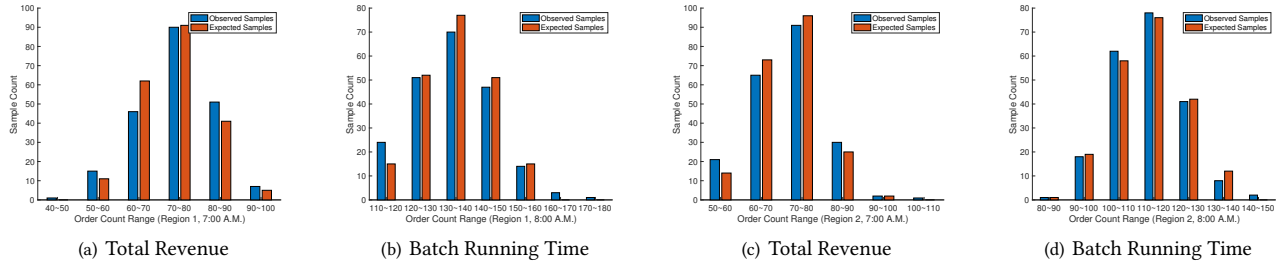 100
90
80
70
60
50
40
30
20
10
0
Sample Count
Observed Samples
Expected Samples
40~50 50~60 60~70 70~80 80~90 90~100
Order Count Range (Region 1, 7:00 A.M.)
(a) Total Revenue
80
70
60
50
40
30
20
10
0
Sample Count
Observed Samples
Expected Samples
110~120 120~130 130~140 140~150 150~160 160~170 170~180
Order Count Range (Region 1, 8:00 A.M.)
(b) Batch Running Time
100
90
80
70
60
50
40
30
20
10
0
Sample Count
Observed Samples
Expected Samples
50~60 60~70 70~80 80~90 90~100 100~110
Order Count Range (Region 2, 7:00 A.M.)
(c) Total Revenue
80
70
60
50
40
30
20
10
0
Sample Count
Observed Samples
Expected Samples
80~90 90~100 100~110 110~120 120~130 130~140 140~150
Order Count Range (Region 2, 8:00 A.M.)
(d) Batch Running Time